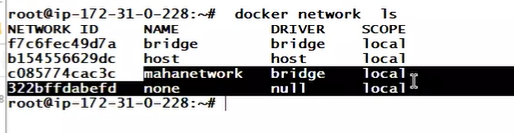 root@ip-172-31-0-228:~# docker network ls
NETWORK ID NAME DRIVER SCOPE
f7c6fec49d7a bridge bridge local
b154556629dc host host local
c085774cac3c mahanetwork bridge local
322bffdabefd none null local
root@ip-172-31-0-228:~#